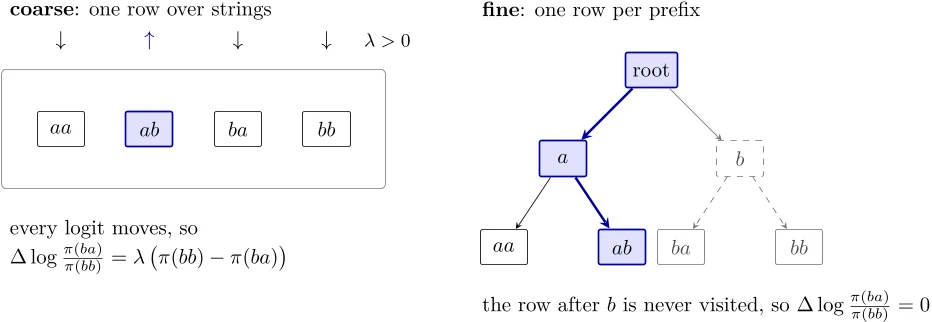 coarse: one row over strings
↓ ↑ ↓ ↓ λ > 0
aa ab ba bb
every logit moves, so
Δ log π(ba)/π(bb) = λ (π(bb) − π(ba))
fine: one row per prefix
root
a b
aa ab ba bb
the row after b is never visited, so Δ log π(ba)/π(bb) = 0